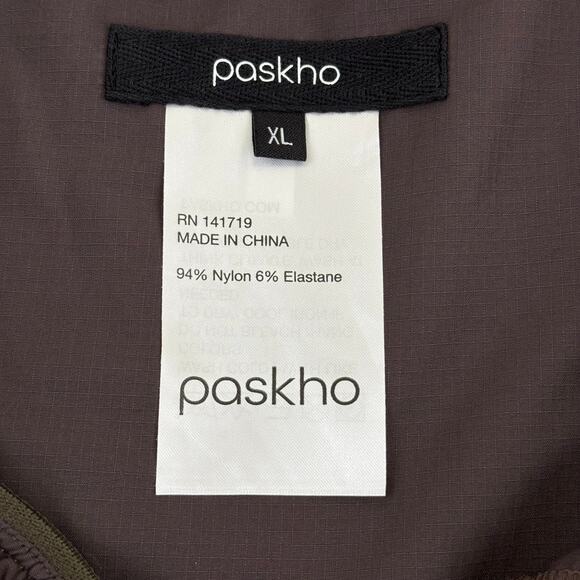 paskho
XL
RN 141719
MADE IN CHINA
94% Nylon 6% Elastane
paskho